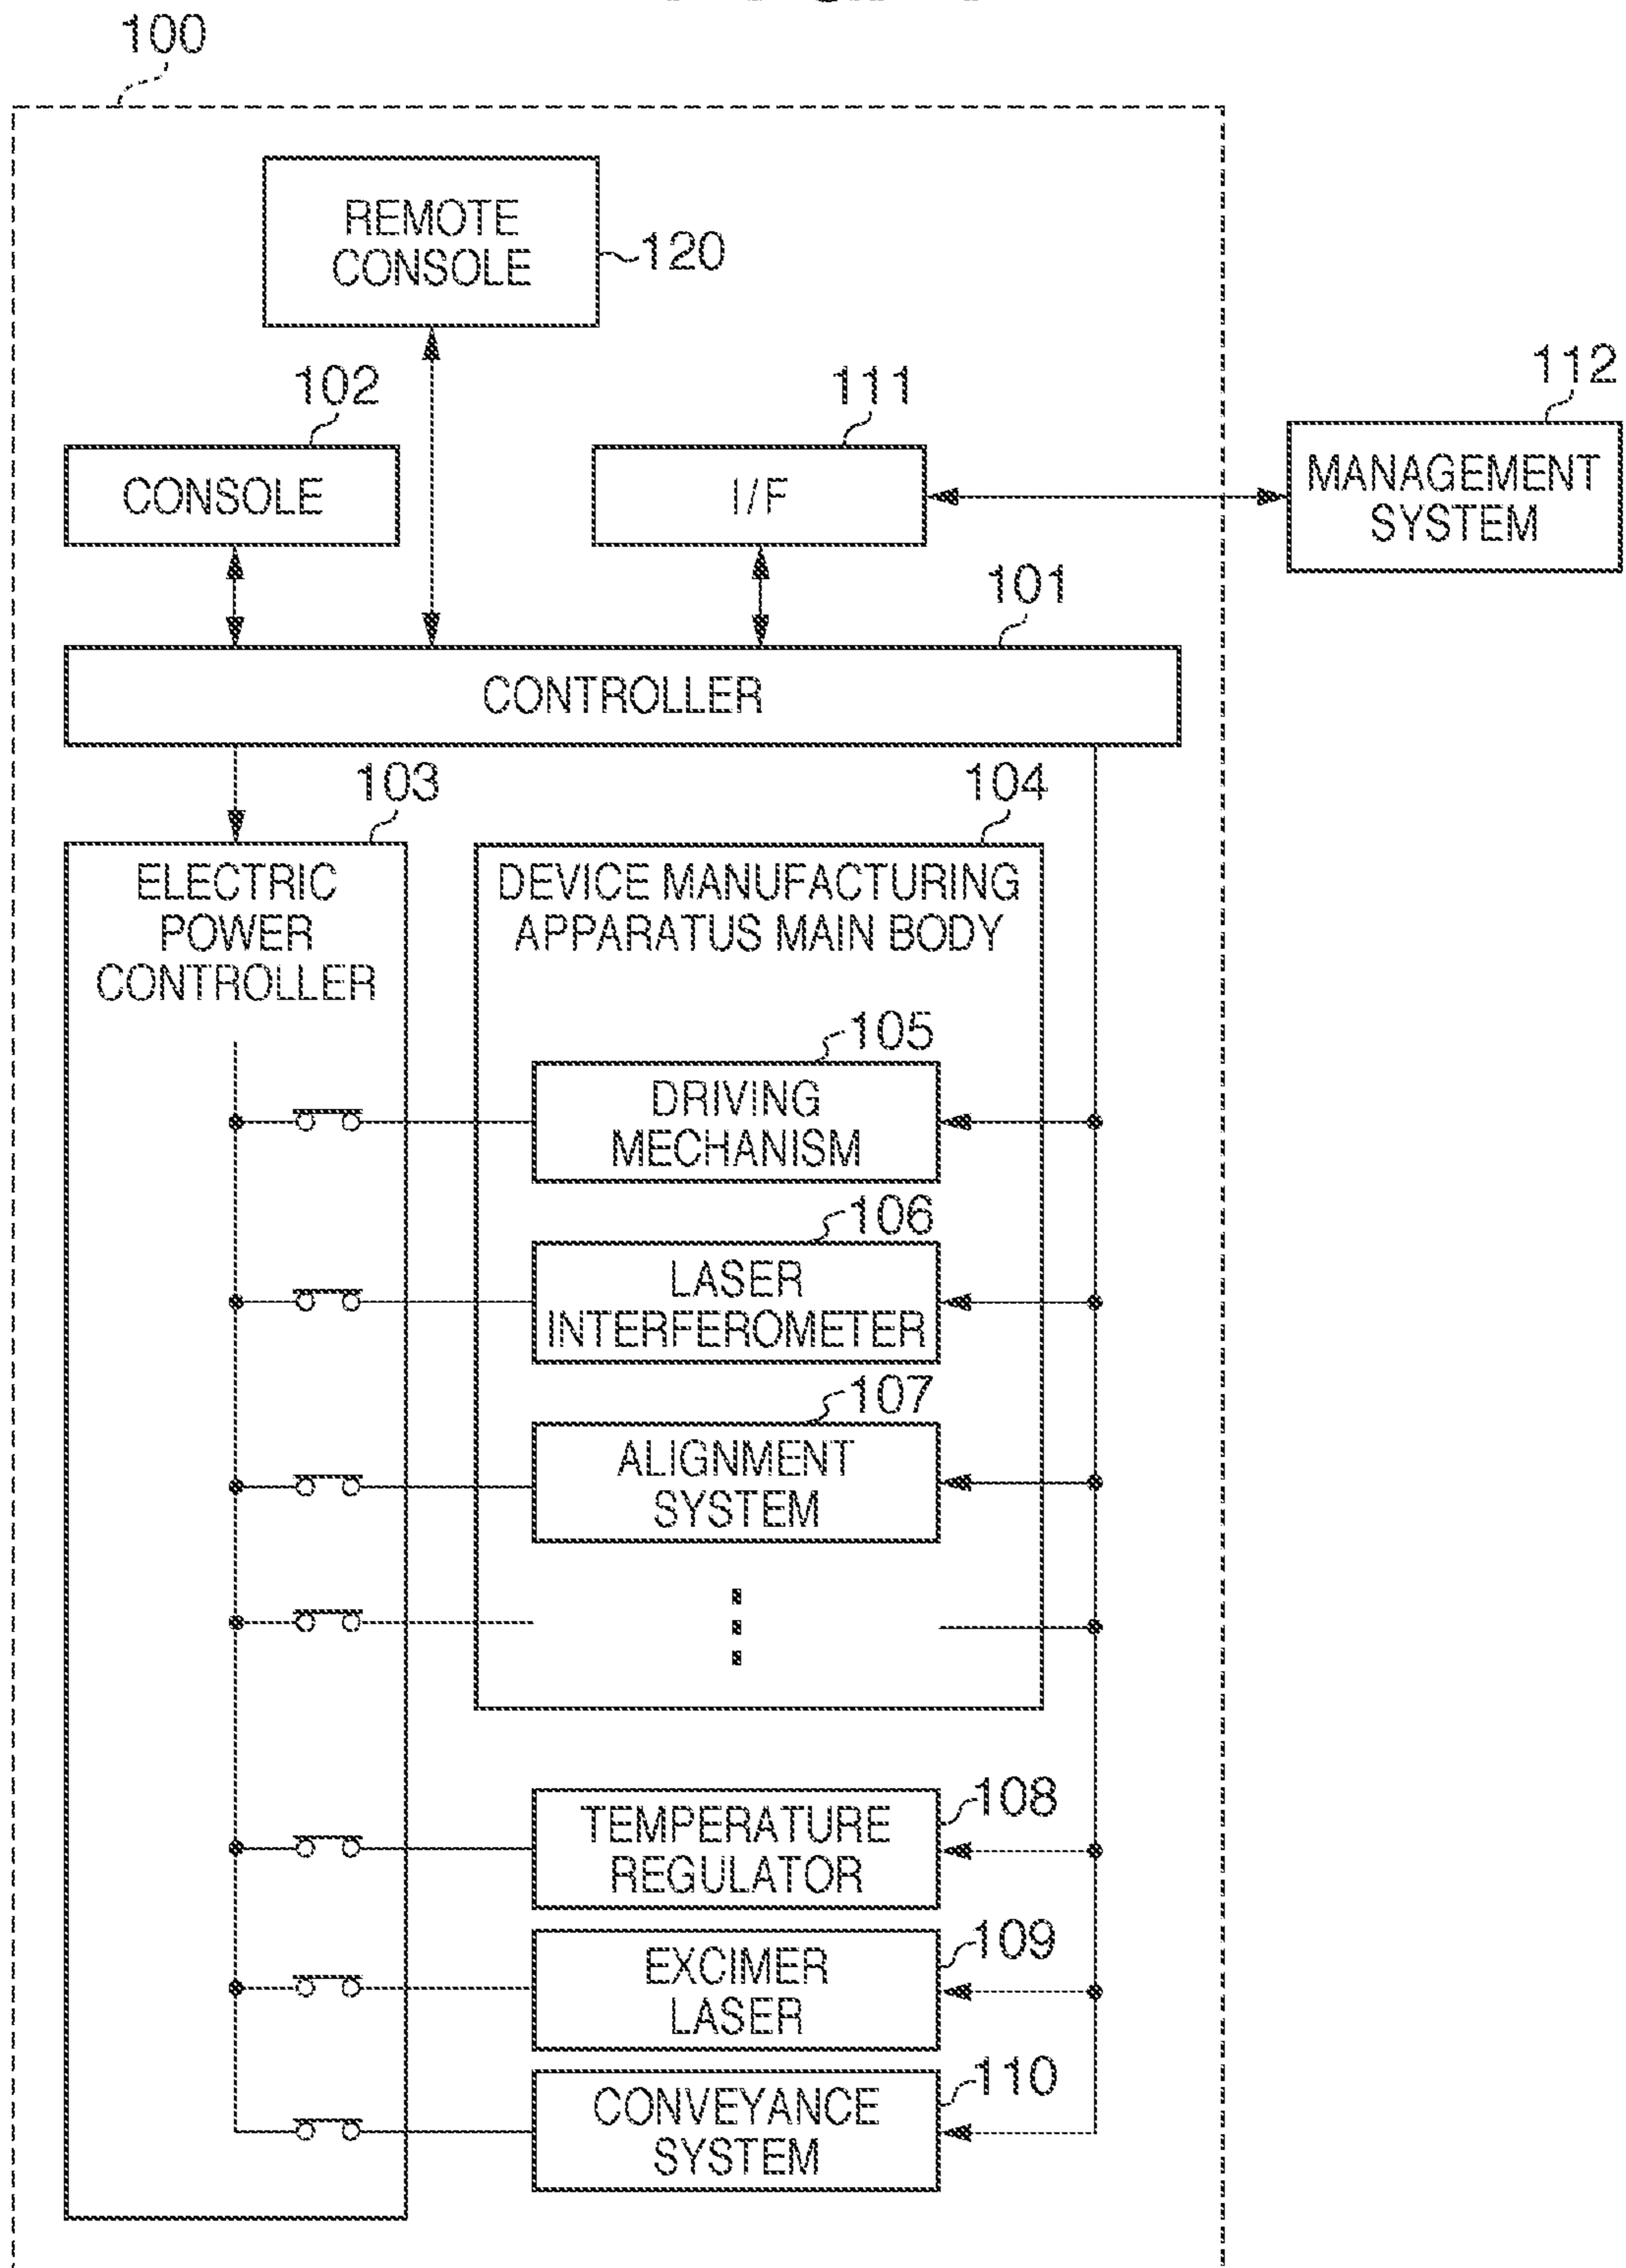 100
REMOTE
CONSOLE
120
102
111
112
CONSOLE
I/F
MANAGEMENT
SYSTEM
101
CONTROLLER
103
104
ELECTRIC
POWER
CONTROLLER
DEVICE MANUFACTURING
APPARATUS MAIN BODY
105
DRIVING
MECHANISM
106
LASER
INTERFEROMETER
107
ALIGNMENT
SYSTEM
108
TEMPERATURE
REGULATOR
109
EXCIMER
LASER
110
CONVEYANCE
SYSTEM